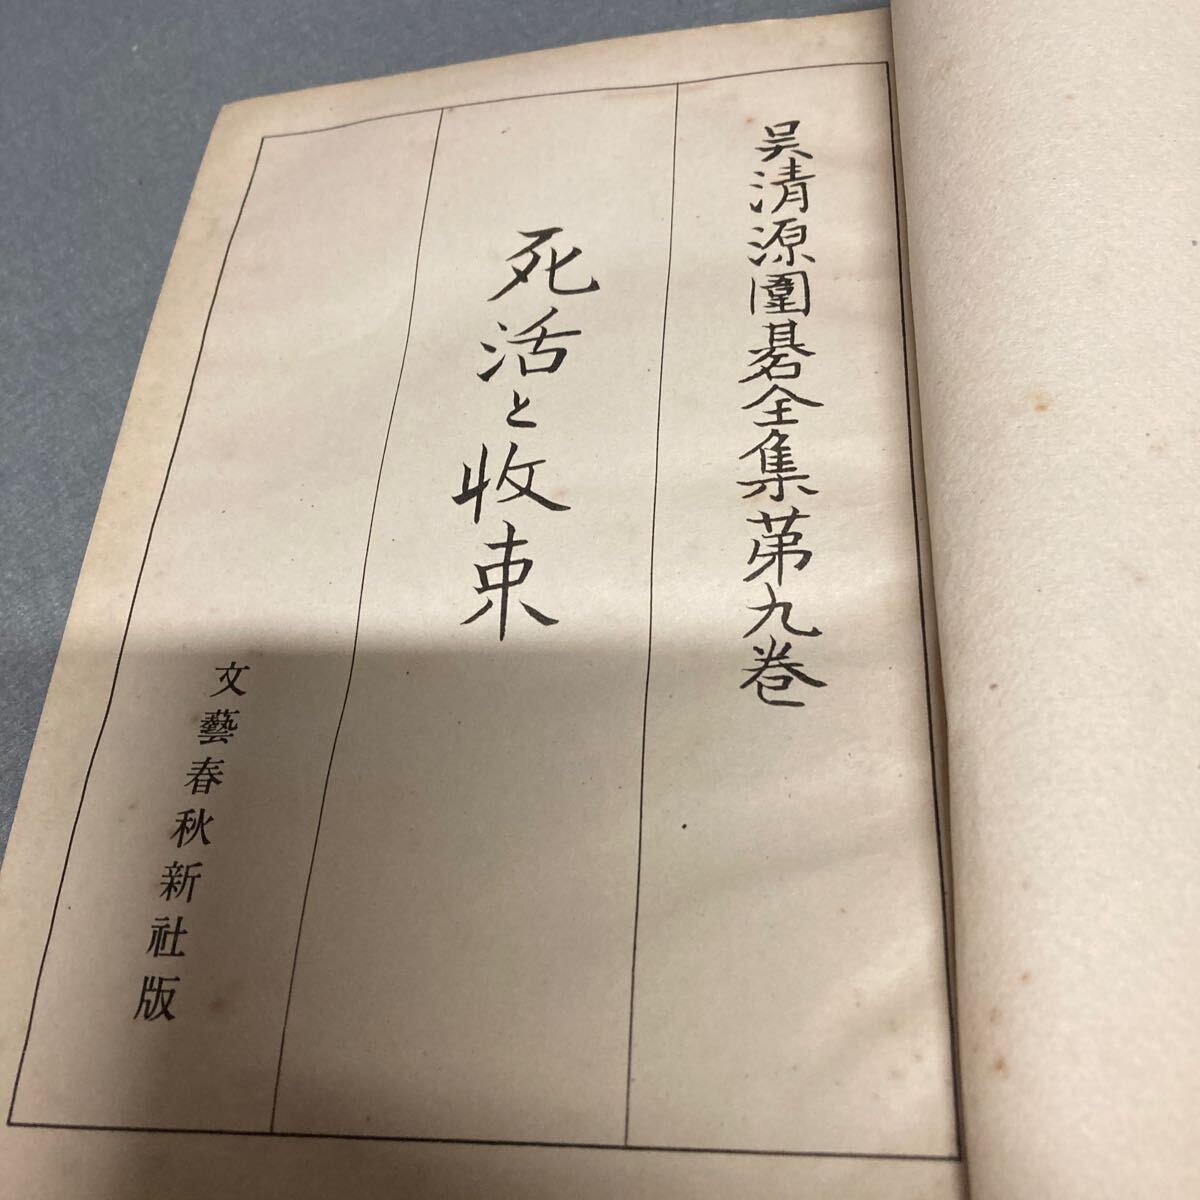 吴清源圍碁全集第九巻
死活と收束
文藝春秋新社版